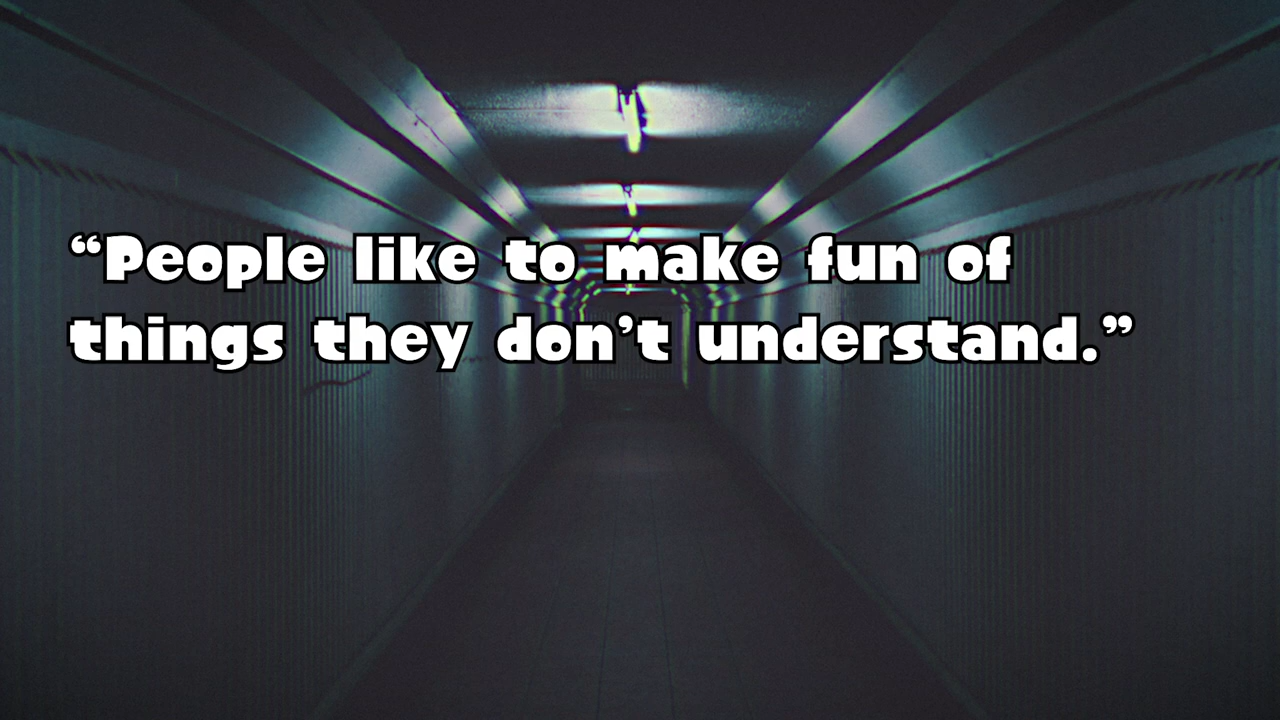 “People like to make fun of
things they don’t understand.”